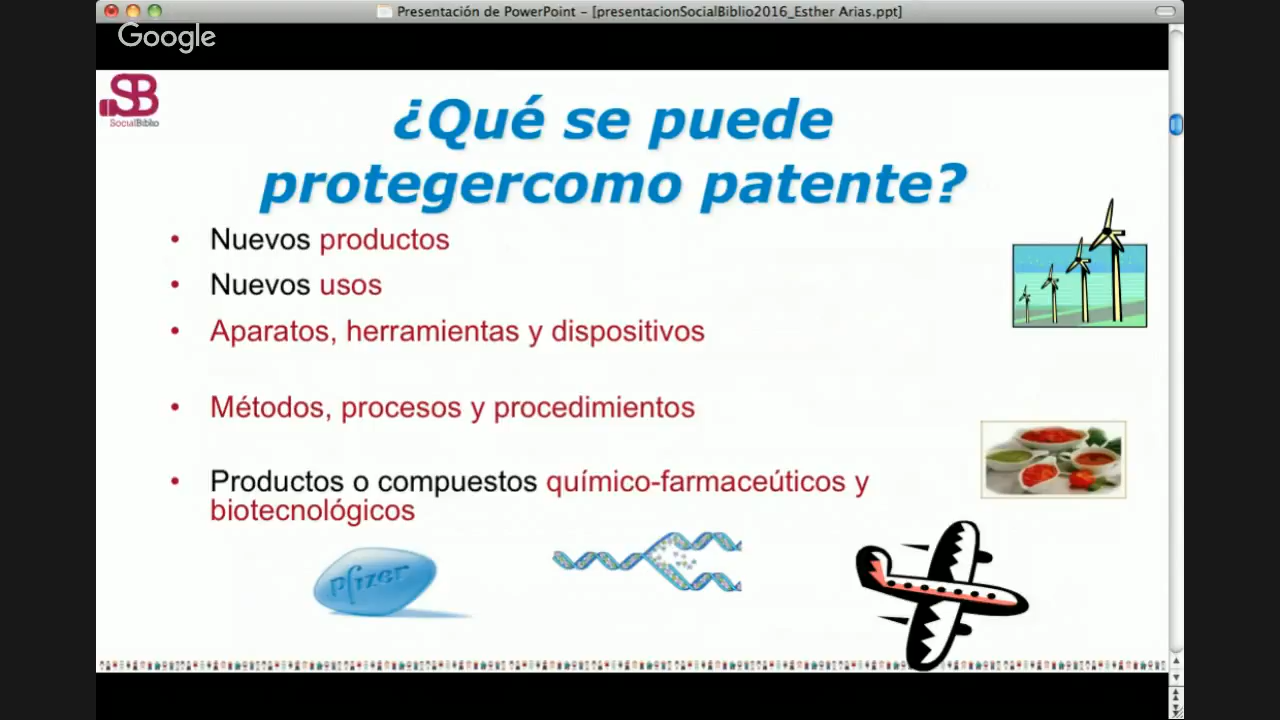 Presentación de PowerPoint - [presentacionSocialBiblio2016_Esther Arias.ppt]
Google
SB
SocialBiblio
¿Qué se puede
protegercomo patente?
• Nuevos productos
• Nuevos usos
• Aparatos, herramientas y dispositivos
• Métodos, procesos y procedimientos
• Productos o compuestos químico-farmaceúticos y
biotecnológicos
pfizer